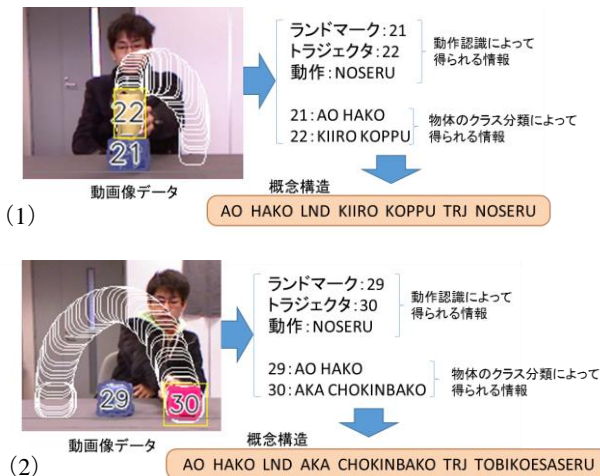 22
21
動画像データ
(1)
ランドマーク:21
トラジェクタ:22
動作:NOSERU
動作認識によって
得られる情報
21:AO HAKO
22:KIIRO KOPPU
物体のクラス分類によって
得られる情報
概念構造
AO HAKO LND KIIRO KOPPU TRJ NOSERU
29
30
動画像データ
(2)
ランドマーク:29
トラジェクタ:30
動作:NOSERU
動作認識によって
得られる情報
29:AO HAKO
30:AKA CHOKINBAKO
物体のクラス分類によって
得られる情報
概念構造
AO HAKO LND AKA CHOKINBAKO TRJ TOBIKOESASERU